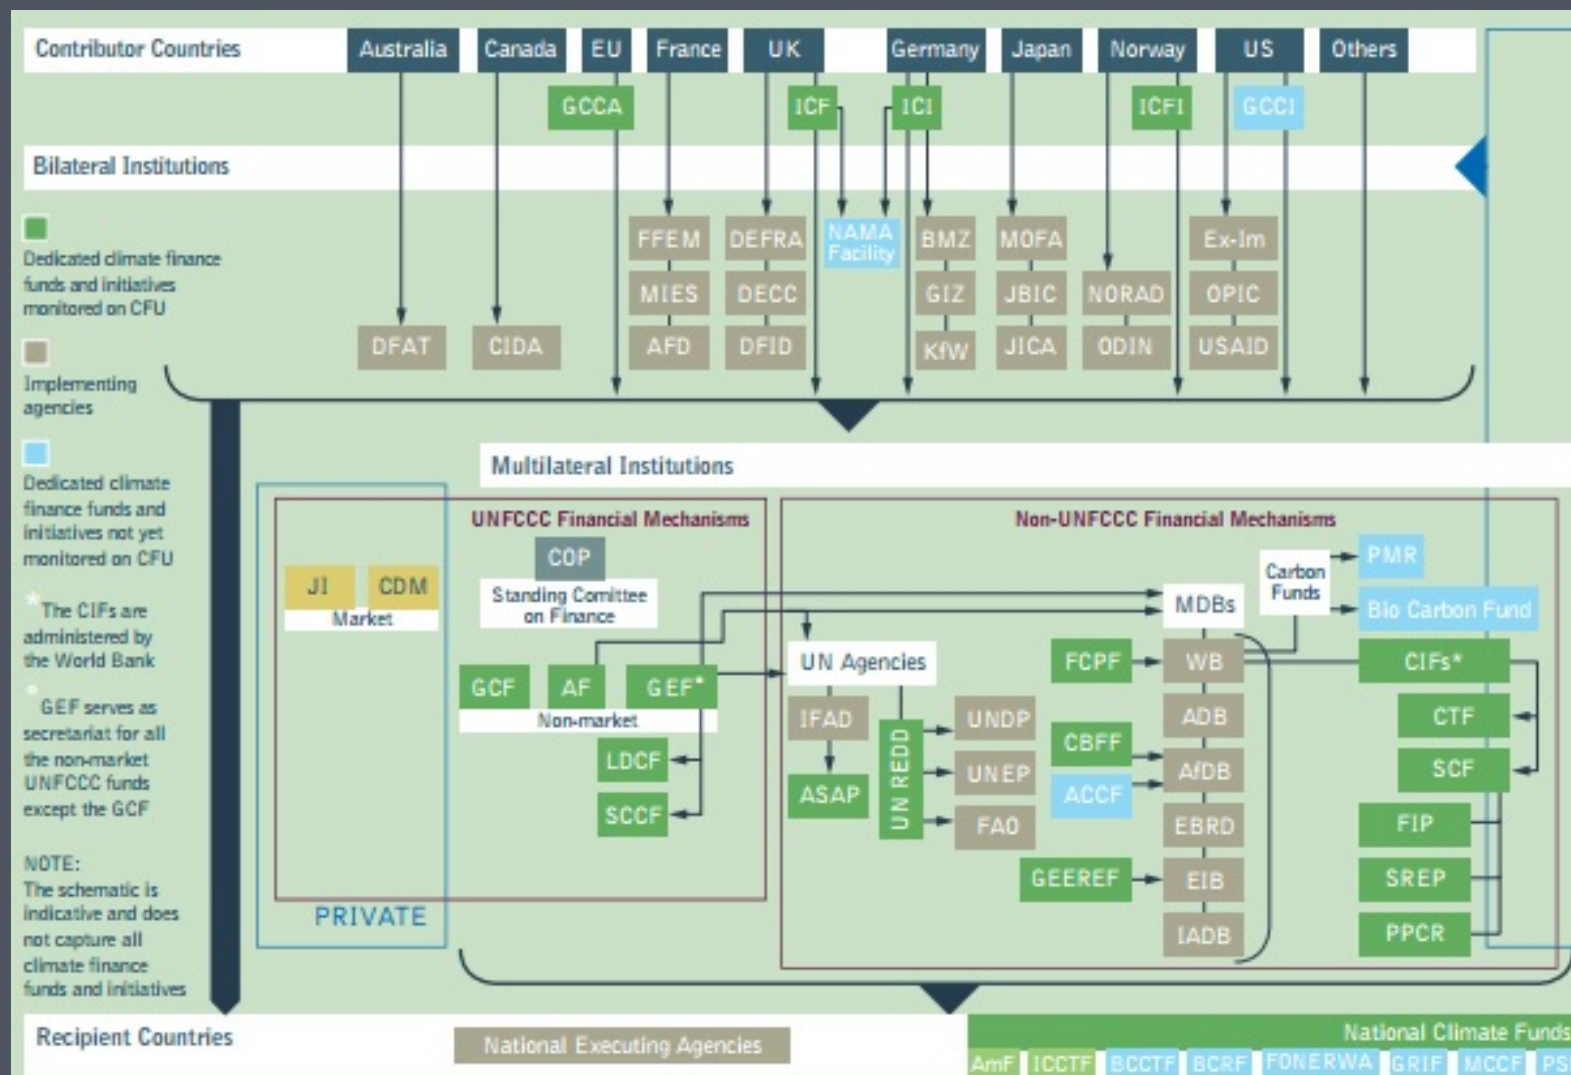 Contributor Countries
Australia
Canada
EU
France
UK
Germany
Japan
Norway
US
Others
GCCA
ICF
ICI
ICFI
GCCI
Bilateral Institutions
Dedicated climate finance
funds and initiatives
monitored on CFU
Implementing
agencies
Dedicated climate
finance funds and
initiatives not yet
monitored on CFU
*The CIFs are
administered by
the World Bank
°GEF serves as
secretariat for all
the non-market
UNFCCC funds
except the GCF
NOTE:
The schematic is
indicative and does
not capture all
climate finance
funds and initiatives
DFAT
CIDA
FFEM
MIES
AFD
DEFRA
DECC
DFID
NAMA
Facility
BMZ
GIZ
KfW
MOFA
JBIC
JICA
NORAD
ODIN
Ex-Im
OPIC
USAID
Multilateral Institutions
UNFCCC Financial Mechanisms
Non-UNFCCC Financial Mechanisms
COP
Standing Comittee
on Finance
JI
CDM
Market
GCF
AF
GEF*
Non-market
LDCF
SCCF
PRIVATE
UN Agencies
IFAD
ASAP
UN REDD
UNDP
UNEP
FAO
FCPF
CBFF
ACCF
GEEREF
MDBs
WB
ADB
AfDB
EBRD
EIB
IADB
Carbon
Funds
PMR
Bio Carbon Fund
CIFs*
CTF
SCF
FIP
SREP
PPCR
Recipient Countries
National Executing Agencies
National Climate Funds
AmF
ICCTF
BCCTF
BCRF
FONERWA
GRIF
MCCF